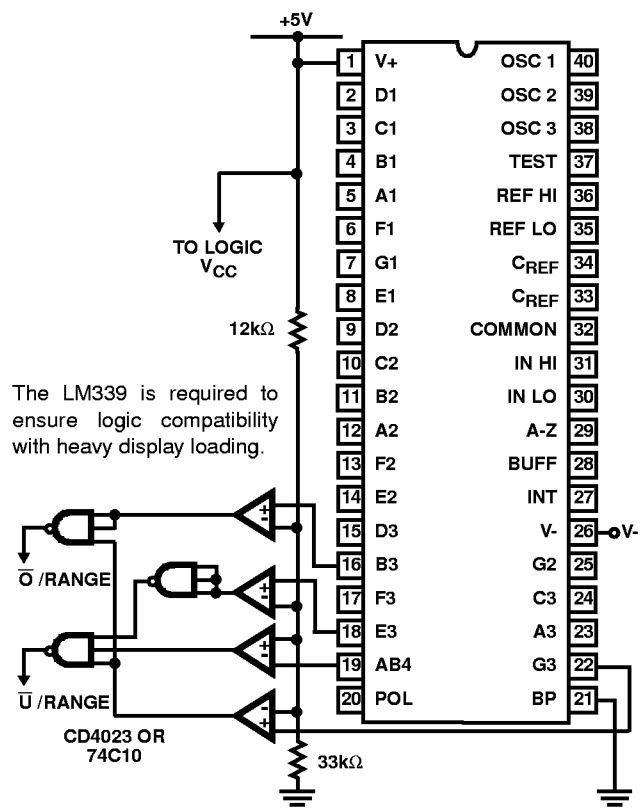 +5V
1 V+ OSC 1 40
2 D1 OSC 2 39
3 C1 OSC 3 38
4 B1 TEST 37
5 A1 REF HI 36
6 F1 REF LO 35
TO LOGIC
VCC
7 G1 CREF 34
8 E1 CREF 33
12kΩ
9 D2 COMMON 32
10 C2 IN HI 31
11 B2 IN LO 30
12 A2 A-Z 29
13 F2 BUFF 28
14 E2 INT 27
15 D3 V- 26 V-
16 B3 G2 25
17 F3 C3 24
18 E3 A3 23
19 AB4 G3 22
20 POL BP 21
The LM339 is required to
ensure logic compatibility
with heavy display loading.
+
-
+
-
+
-
-
+
O̅ /RANGE
U̅ /RANGE
CD4023 OR
74C10
33kΩ